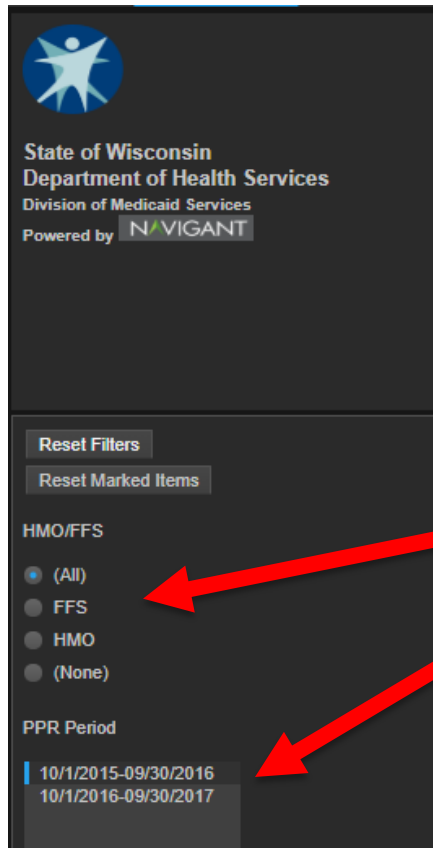 State of Wisconsin
Department of Health Services
Division of Medicaid Services
Powered by NAVIGANT
Reset Filters
Reset Marked Items
HMO/FFS
(All)
FFS
HMO
(None)
PPR Period
10/1/2015-09/30/2016
10/1/2016-09/30/2017